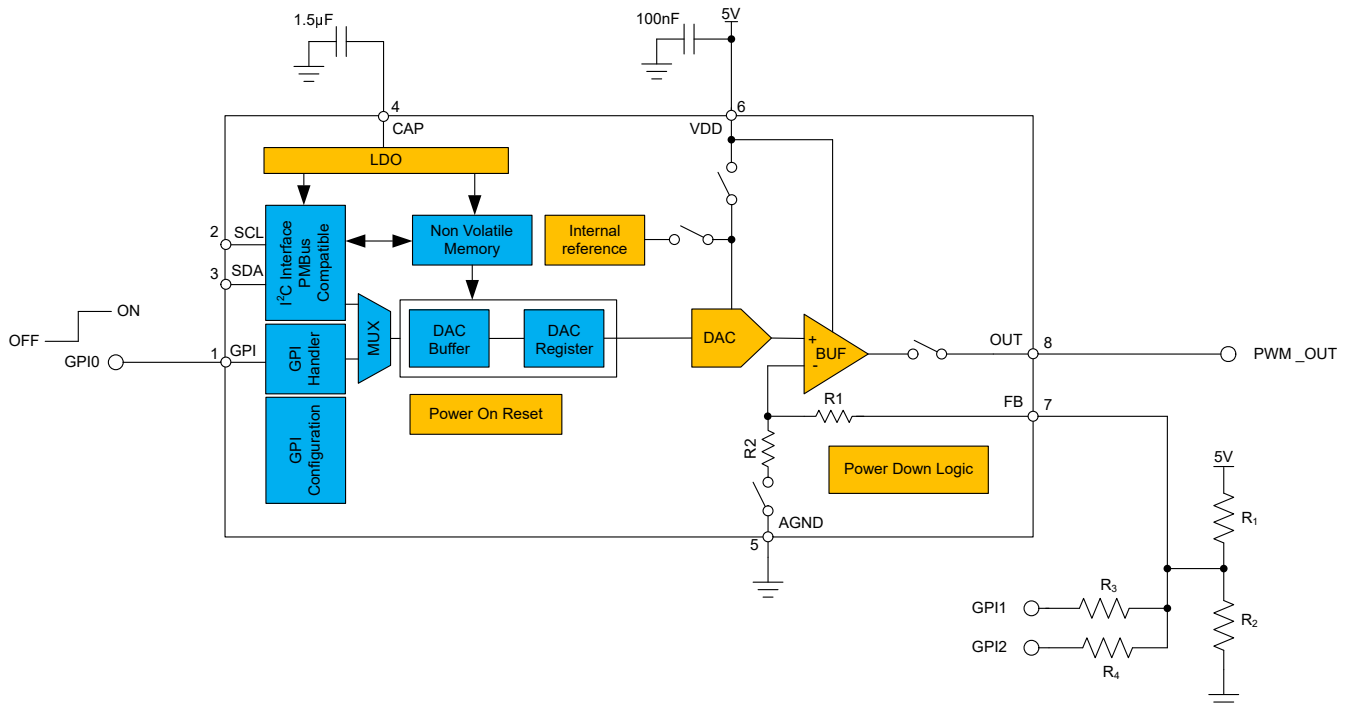 1.5µF
100nF
5V
4
CAP
6
VDD
LDO
2
SCL
3
SDA
I²C Interface
PMBus
Compatible
Non Volatile
Memory
Internal
reference
OFF
ON
GPI0
1
GPI
GPI
Handler
MUX
DAC
Buffer
DAC
Register
DAC
+
BUF
-
OUT
8
PWM _OUT
GPI
Configuration
Power On Reset
R1
R2
FB
7
Power Down Logic
AGND
5
5V
R₁
GPI1
R₃
GPI2
R₄
R₂